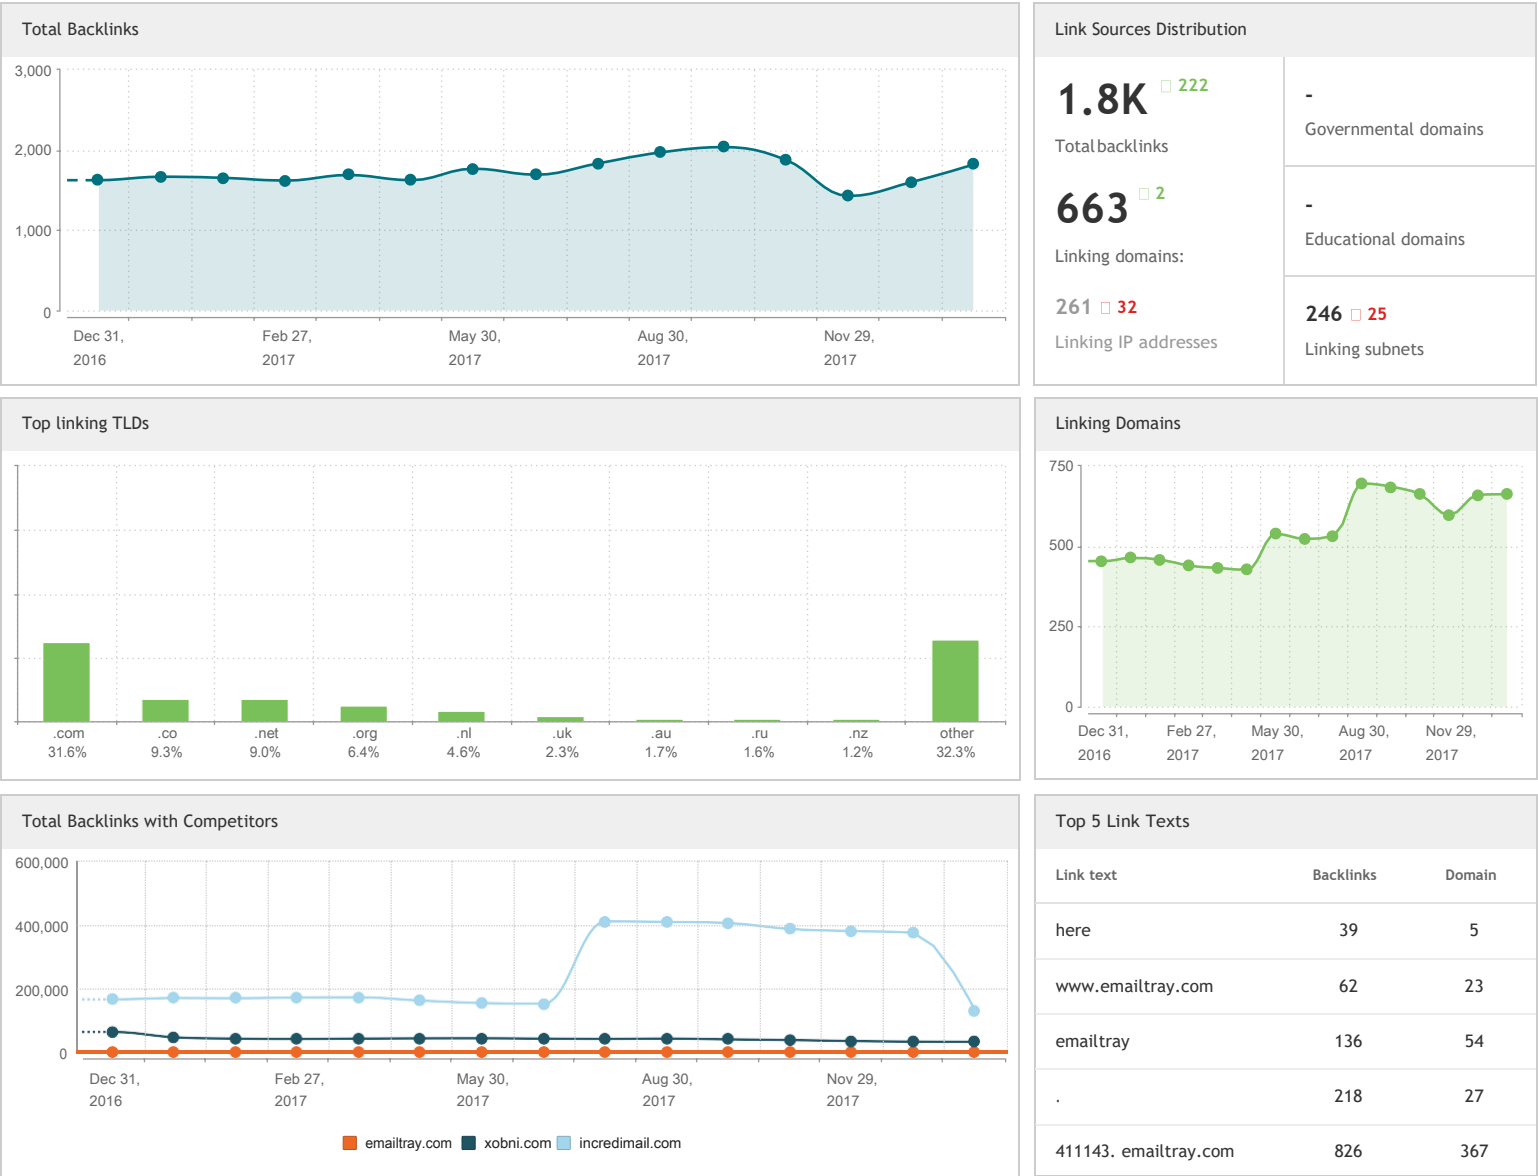 Total Backlinks
3,000
2,000
1,000
0
Dec 31,
2016
Feb 27,
2017
May 30,
2017
Aug 30,
2017
Nov 29,
2017
Link Sources Distribution
1.8K 222
Total backlinks
663 2
Linking domains:
261 32
Linking IP addresses
-
Governmental domains
-
Educational domains
246 25
Linking subnets
Top linking TLDs
.com .co .net .org .nl .uk .au .ru .nz other
31.6% 9.3% 9.0% 6.4% 4.6% 2.3% 1.7% 1.6% 1.2% 32.3%
Linking Domains
750
500
250
0
Dec 31,
2016
Feb 27,
2017
May 30,
2017
Aug 30,
2017
Nov 29,
2017
Total Backlinks with Competitors
600,000
400,000
200,000
0
Dec 31,
2016
Feb 27,
2017
May 30,
2017
Aug 30,
2017
Nov 29,
2017
emailtray.com xobni.com incredimail.com
Top 5 Link Texts
Link text Backlinks Domain
here 39 5
www.emailtray.com 62 23
emailtray 136 54
. 218 27
411143. emailtray.com 826 367